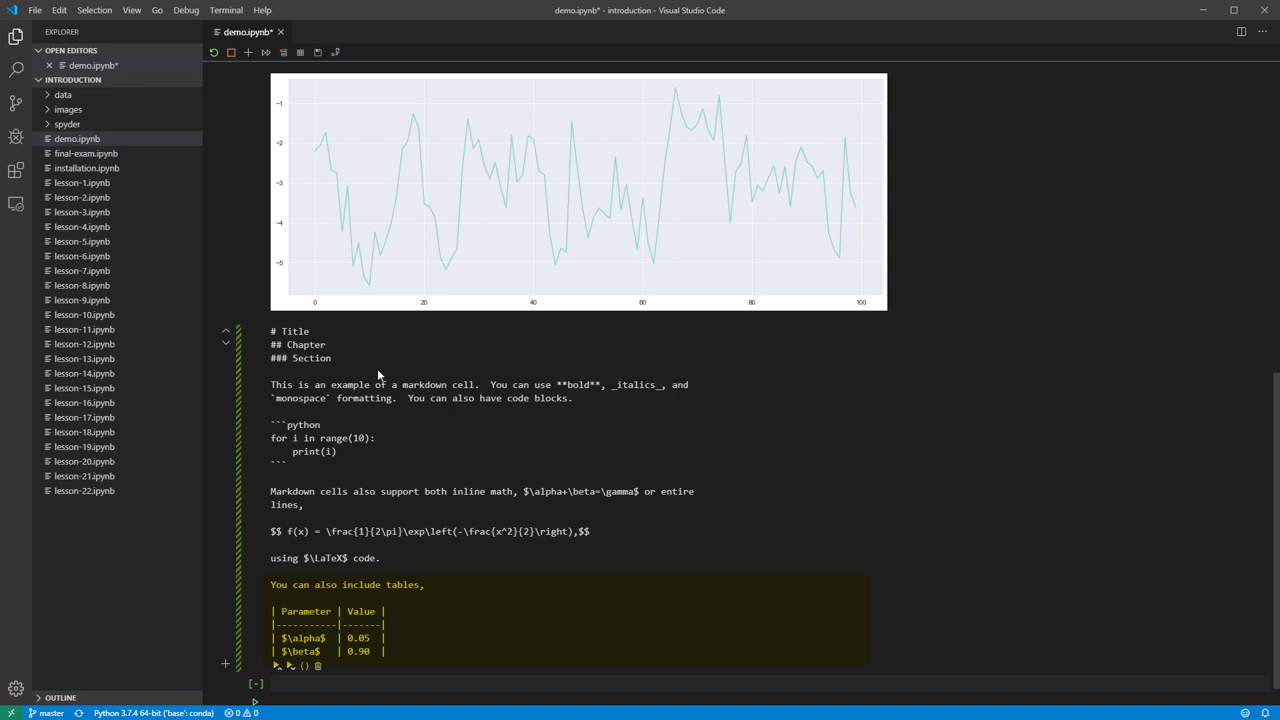 File Edit Selection View Go Debug Terminal Help
demo.ipynb* - introduction - Visual Studio Code
EXPLORER
demo.ipynb*
OPEN EDITORS
demo.ipynb*
INTRODUCTION
data
images
spyder
demo.ipynb
final-exam.ipynb
installation.ipynb
lesson-1.ipynb
lesson-2.ipynb
lesson-3.ipynb
lesson-4.ipynb
lesson-5.ipynb
lesson-6.ipynb
lesson-7.ipynb
lesson-8.ipynb
lesson-9.ipynb
lesson-10.ipynb
lesson-11.ipynb
lesson-12.ipynb
lesson-13.ipynb
lesson-14.ipynb
lesson-15.ipynb
lesson-16.ipynb
lesson-17.ipynb
lesson-18.ipynb
lesson-19.ipynb
lesson-20.ipynb
lesson-21.ipynb
lesson-22.ipynb
OUTLINE
-1
-2
-3
-4
-5
0 20 40 60 80 100
# Title
## Chapter
### Section
This is an example of a markdown cell.  You can use **bold**, _italics_, and
`monospace` formatting.  You can also have code blocks.
```python
for i in range(10):
    print(i)
```
Markdown cells also support both inline math, $\alpha+\beta=\gamma$ or entire
lines,
$$ f(x) = \frac{1}{2\pi}\exp\left(-\frac{x^2}{2}\right),$$
using $\LaTeX$ code.
You can also include tables,
| Parameter | Value |
|-----------|-------|
| $\alpha$  | 0.05  |
| $\beta$   | 0.90  |
[-]
master Python 3.7.4 64-bit ('base': conda) 0 0